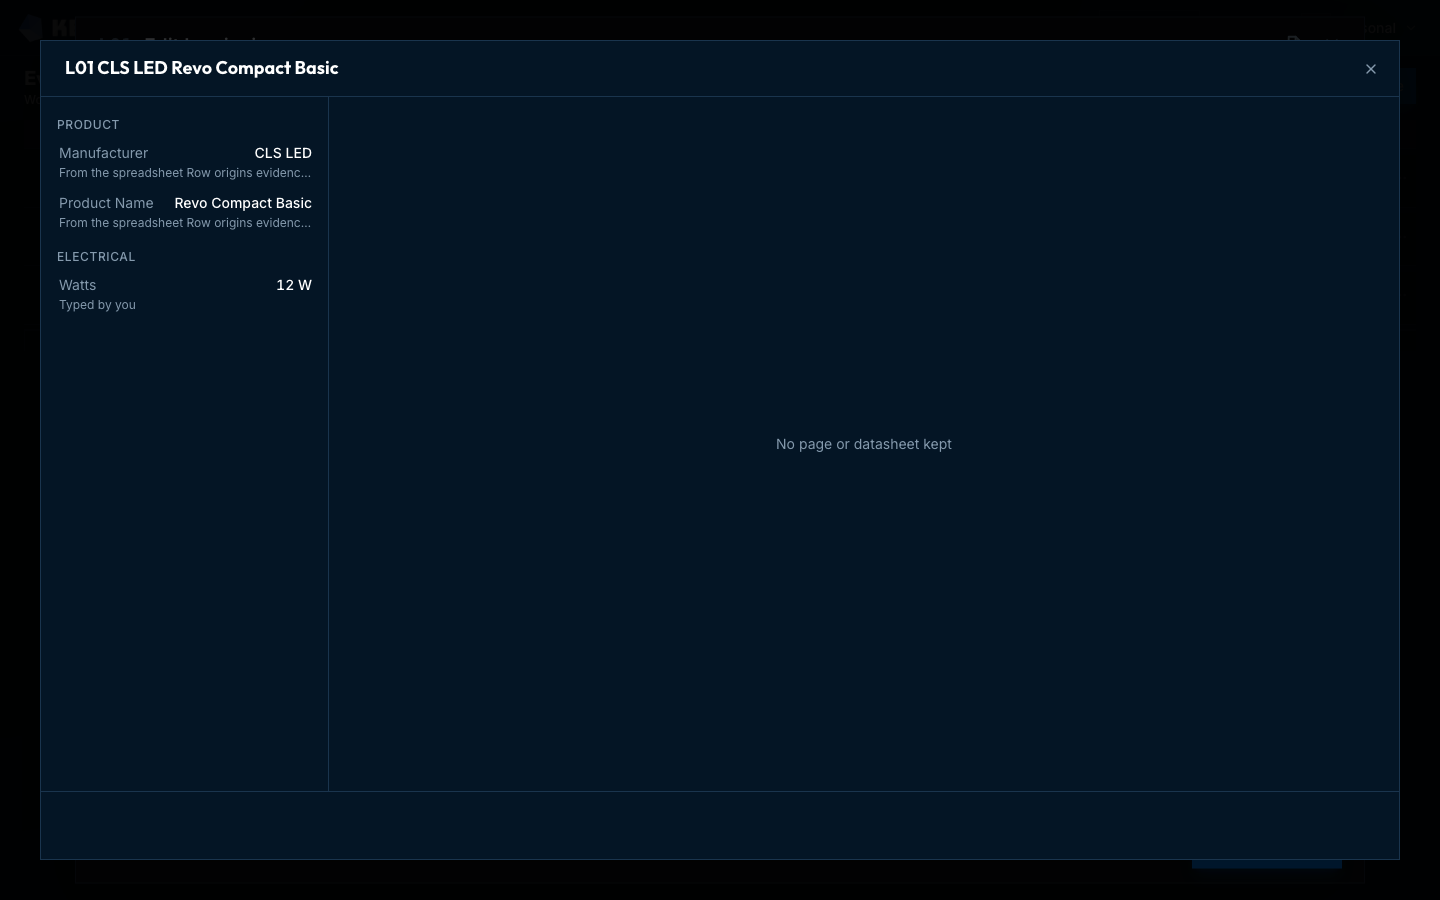 L01 CLS LED Revo Compact Basic
×
PRODUCT
Manufacturer CLS LED
From the spreadsheet Row origins evidenc...
Product Name Revo Compact Basic
From the spreadsheet Row origins evidenc...
ELECTRICAL
Watts 12 W
Typed by you
No page or datasheet kept